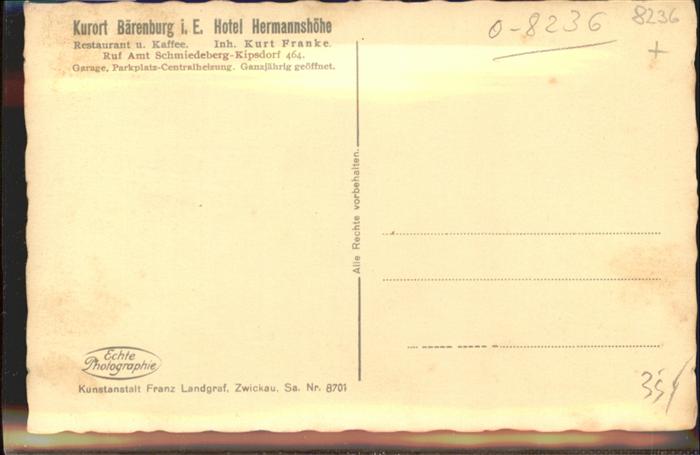 Kurort Bärenburg i. E. Hotel Hermannshöhe
Restaurant u. Kaffee. Inh. Kurt Franke.
Ruf Amt Schmiedeberg-Kipsdorf 464.
Garage, Parkplatz-Centralheizung. Ganzjährig geöffnet.
0-8236
8236
+
Alle Rechte vorbehalten.
Echte
Photographie
Kunstanstalt Franz Landgraf, Zwickau, Sa. Nr. 8701